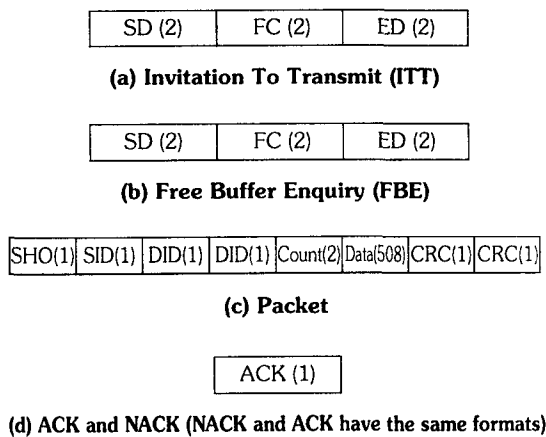 SD (2) FC (2) ED (2)
(a) Invitation To Transmit (ITT)
SD (2) FC (2) ED (2)
(b) Free Buffer Enquiry (FBE)
SHO(1) SID(1) DID(1) DID(1) Count(2) Data(508) CRC(1) CRC(1)
(c) Packet
ACK (1)
(d) ACK and NACK (NACK and ACK have the same formats)